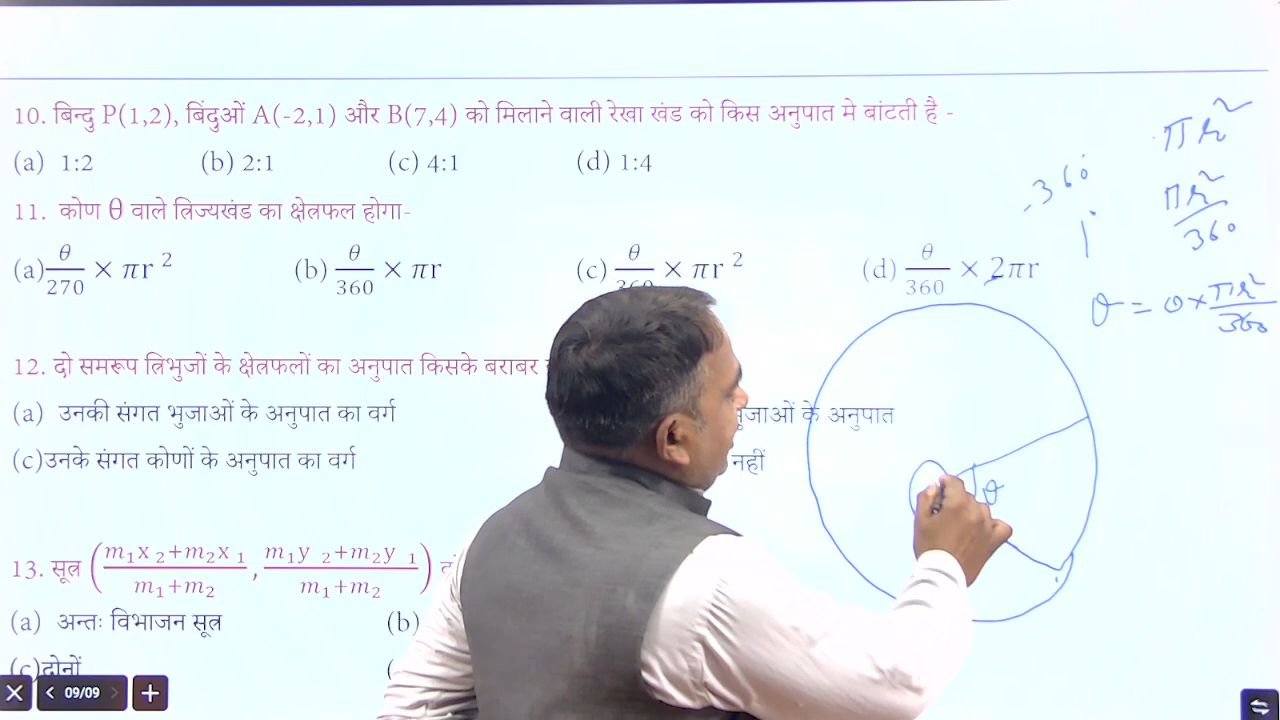 10. बिन्दु P(1,2), बिंदुओं A(-2,1) और B(7,4) को मिलाने वाली रेखा खंड को किस अनुपात मे बांटती है -
(a) 1:2 (b) 2:1 (c) 4:1 (d) 1:4
11. कोण θ वाले त्रिज्यखंड का क्षेत्रफल होगा-
(a) θ/270 × πr² (b) θ/360 × πr (c) θ/360 × πr² (d) θ/360 × 2πr
12. दो समरूप त्रिभुजों के क्षेत्रफलों का अनुपात किसके बराबर
(a) उनकी संगत भुजाओं के अनुपात का वर्ग
के अनुपात
(c)उनके संगत कोणों के अनुपात का वर्ग
नहीं
13. सूत्र (m₁x₂+m₂x₁/m₁+m₂, m₁y₂+m₂y₁/m₁+m₂)
(a) अन्तः विभाजन सूत्र (b)
(c)दोनों
πr²
360° πr²/360
1°
θ = θ×πr²/360
θ
09/09